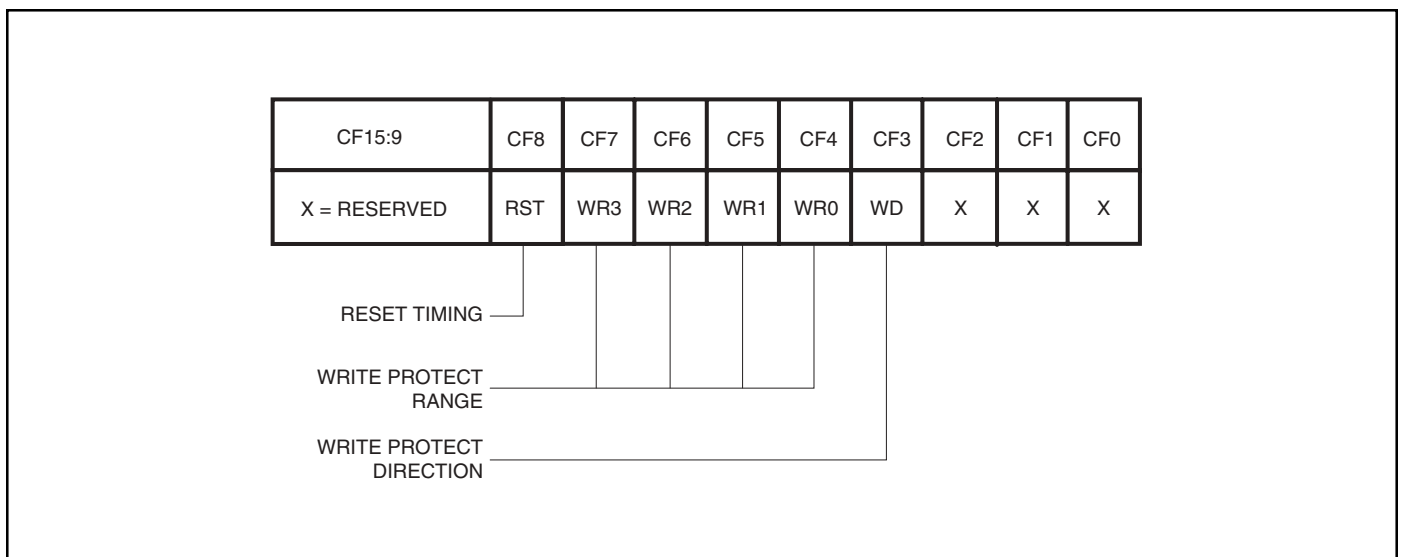 CF15:9 CF8 CF7 CF6 CF5 CF4 CF3 CF2 CF1 CF0
X = RESERVED RST WR3 WR2 WR1 WR0 WD X X X
RESET TIMING
WRITE PROTECT
RANGE
WRITE PROTECT
DIRECTION